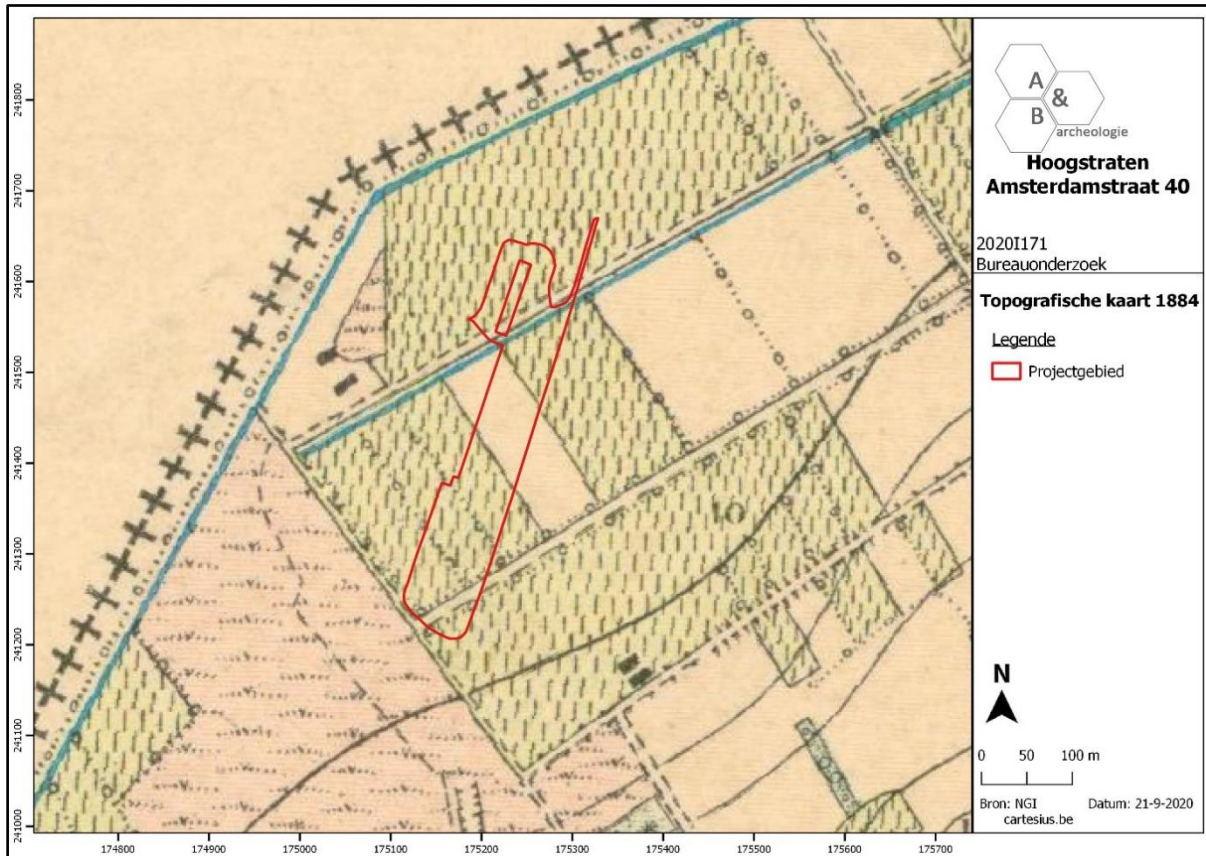 A
&
B
archeologie
Hoogstraten
Amsterdamstraat 40
2020I171
Bureauonderzoek
Topografische kaart 1884
Legende
Projectgebied
N
0 50 100 m
Bron: NGI Datum: 21-9-2020
cartesius.be
241800
241700
241600
241500
241400
241300
241200
241100
241000
174800 174900 175000 175100 175200 175300 175400 175500 175600 175700